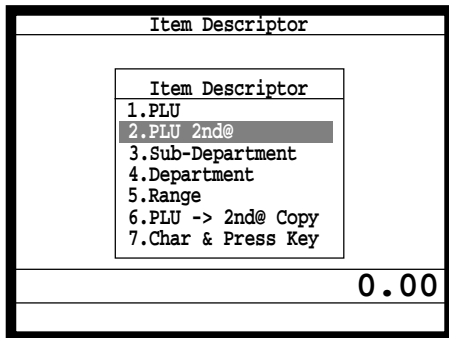 Item Descriptor
Item Descriptor
1.PLU
2.PLU 2nd@
3.Sub-Department
4.Department
5.Range
6.PLU -> 2nd@ Copy
7.Char & Press Key
0.00